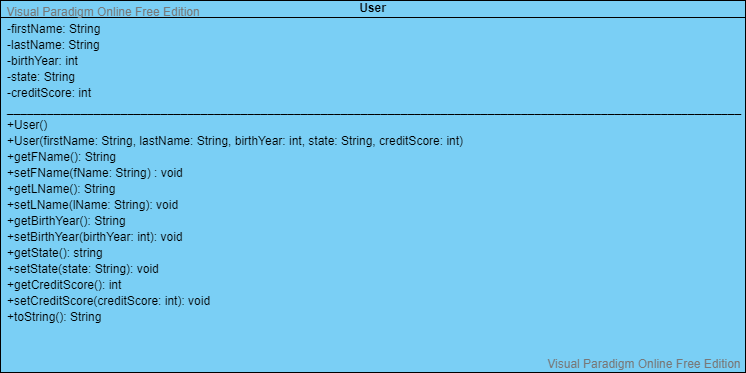 Visual Paradigm Online Free Edition
User
-firstName: String
-lastName: String
-birthYear: int
-state: String
-creditScore: int
+User()
+User(firstName: String, lastName: String, birthYear: int, state: String, creditScore: int)
+getFName(): String
+setFName(fName: String) : void
+getLName(): String
+setLName(lName: String): void
+getBirthYear(): String
+setBirthYear(birthYear: int): void
+getState(): string
+setState(state: String): void
+getCreditScore(): int
+setCreditScore(creditScore: int): void
+toString(): String
Visual Paradigm Online Free Edition